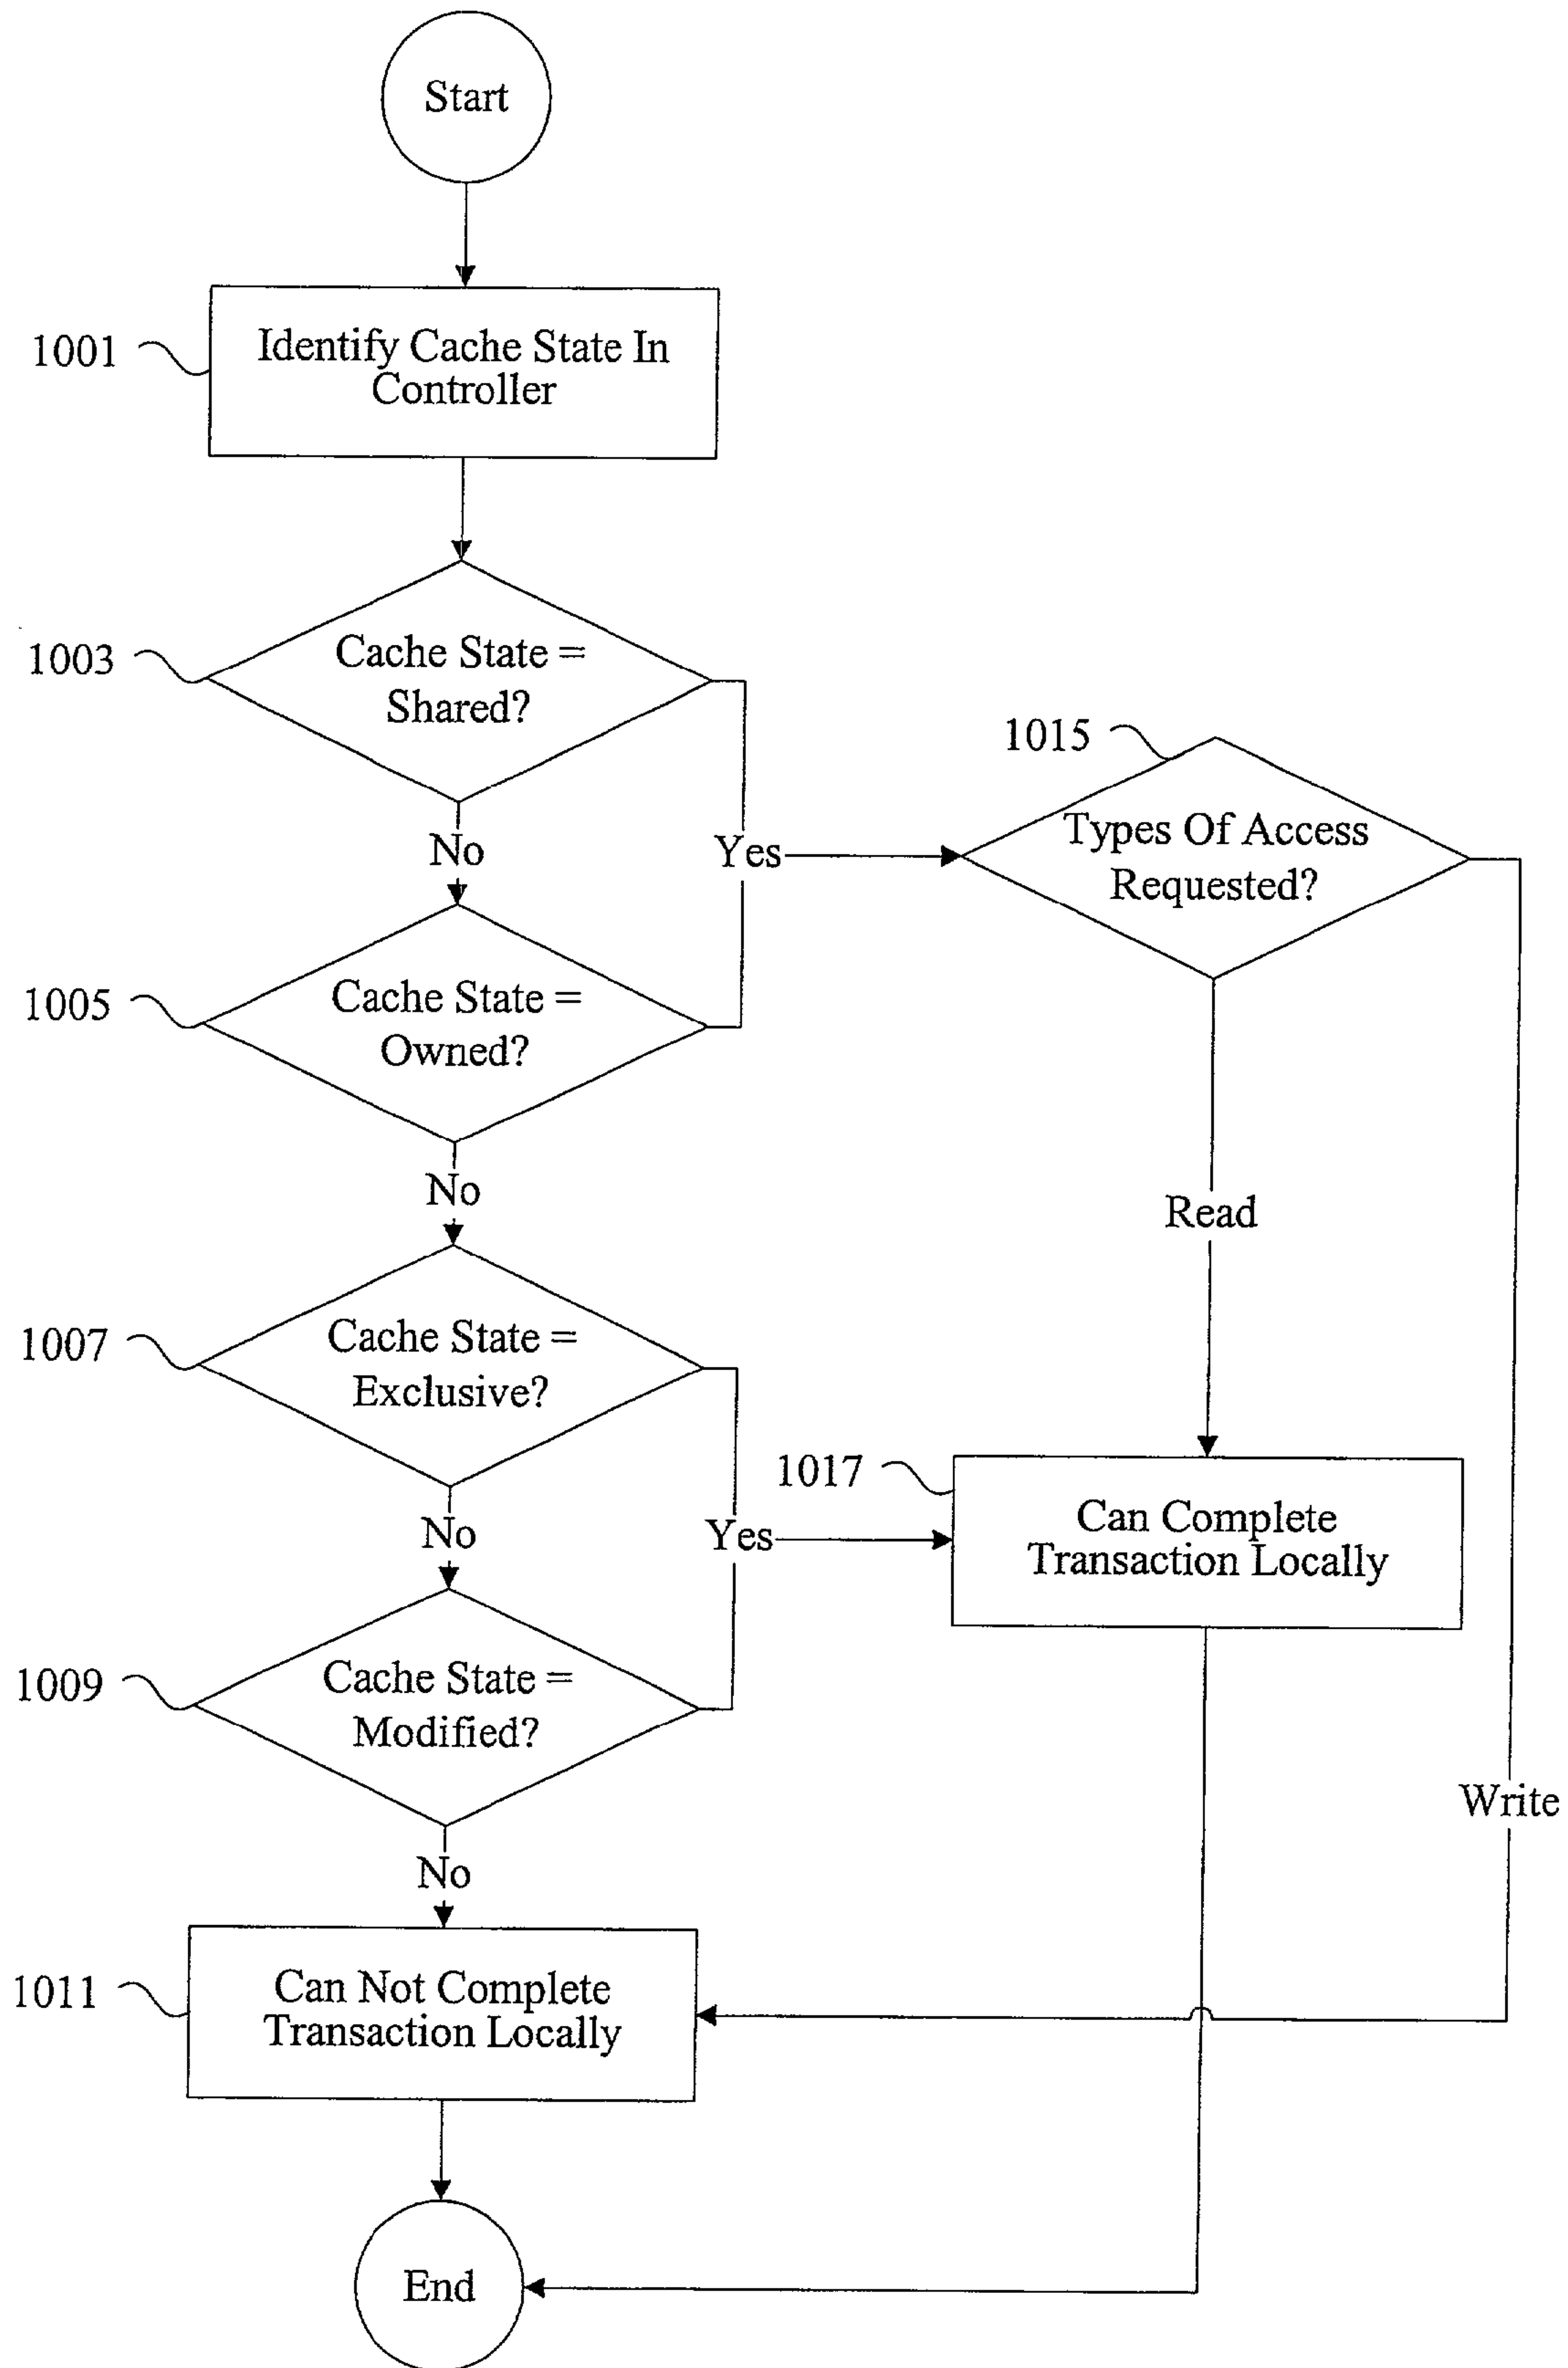 Start
1001
Identify Cache State In
Controller
1003
Cache State =
Shared?
1015
Types Of Access
Requested?
No
Yes
1005
Cache State =
Owned?
No
Read
1007
Cache State =
Exclusive?
1017
Can Complete
Transaction Locally
No
Yes
1009
Cache State =
Modified?
Write
No
1011
Can Not Complete
Transaction Locally
End